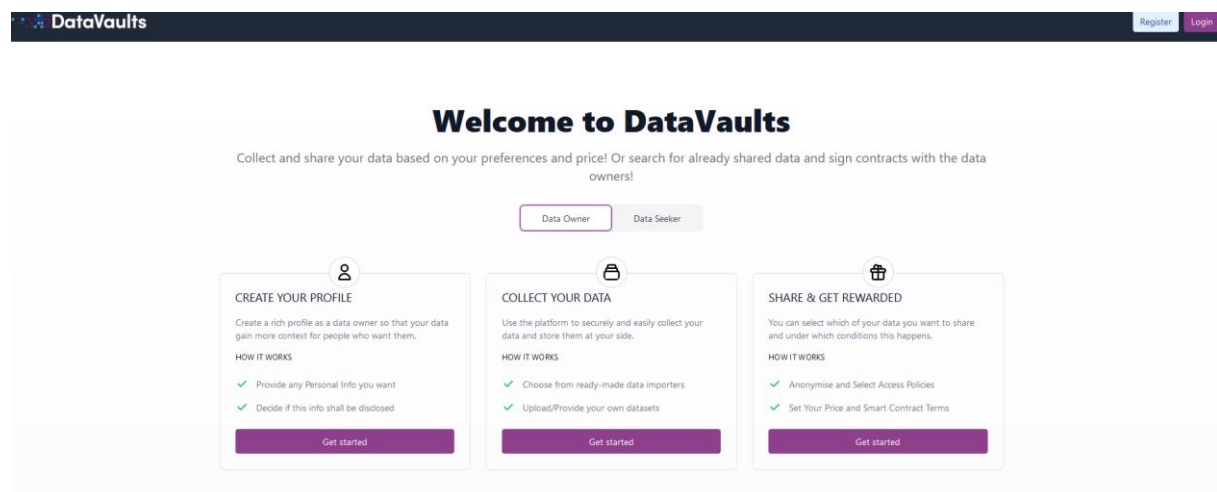 DataVaults
Register
Login
Welcome to DataVaults
Collect and share your data based on your preferences and price! Or search for already shared data and sign contracts with the data
owners!
Data Owner
Data Seeker
CREATE YOUR PROFILE
Create a rich profile as a data owner so that your data
gain more context for people who want them.
HOW IT WORKS
Provide any Personal Info you want
Decide if this info shall be disclosed
Get started
COLLECT YOUR DATA
Use the platform to securely and easily collect your
data and store them at your side.
HOW IT WORKS
Choose from ready-made data importers
Upload/Provide your own datasets
Get started
SHARE & GET REWARDED
You can select which of your data you want to share
and under which conditions this happens.
HOW IT WORKS
Anonymise and Select Access Policies
Set Your Price and Smart Contract Terms
Get started